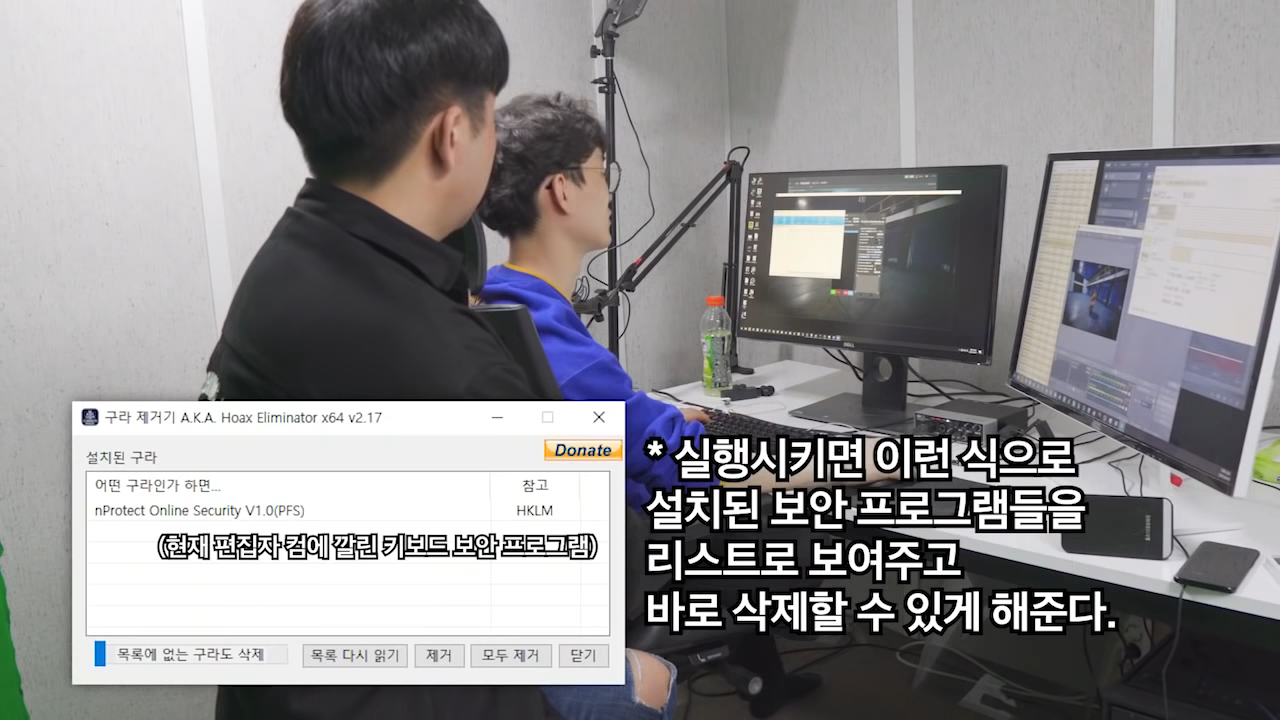 구라 제거기 A.K.A. Hoax Eliminator x64 v2.17
Donate
설치된 구라
어떤 구라인가 하면... 참고
nProtect Online Security V1.0(PFS) HKLM
(현재 편집자 컴에 깔린 키보드 보안 프로그램)
목록에 없는 구라도 삭제 목록 다시 읽기 제거 모두 제거 닫기
* 실행시키면 이런 식으로
설치된 보안 프로그램들을
리스트로 보여주고
바로 삭제할 수 있게 해준다.
DELL
SAMSUNG